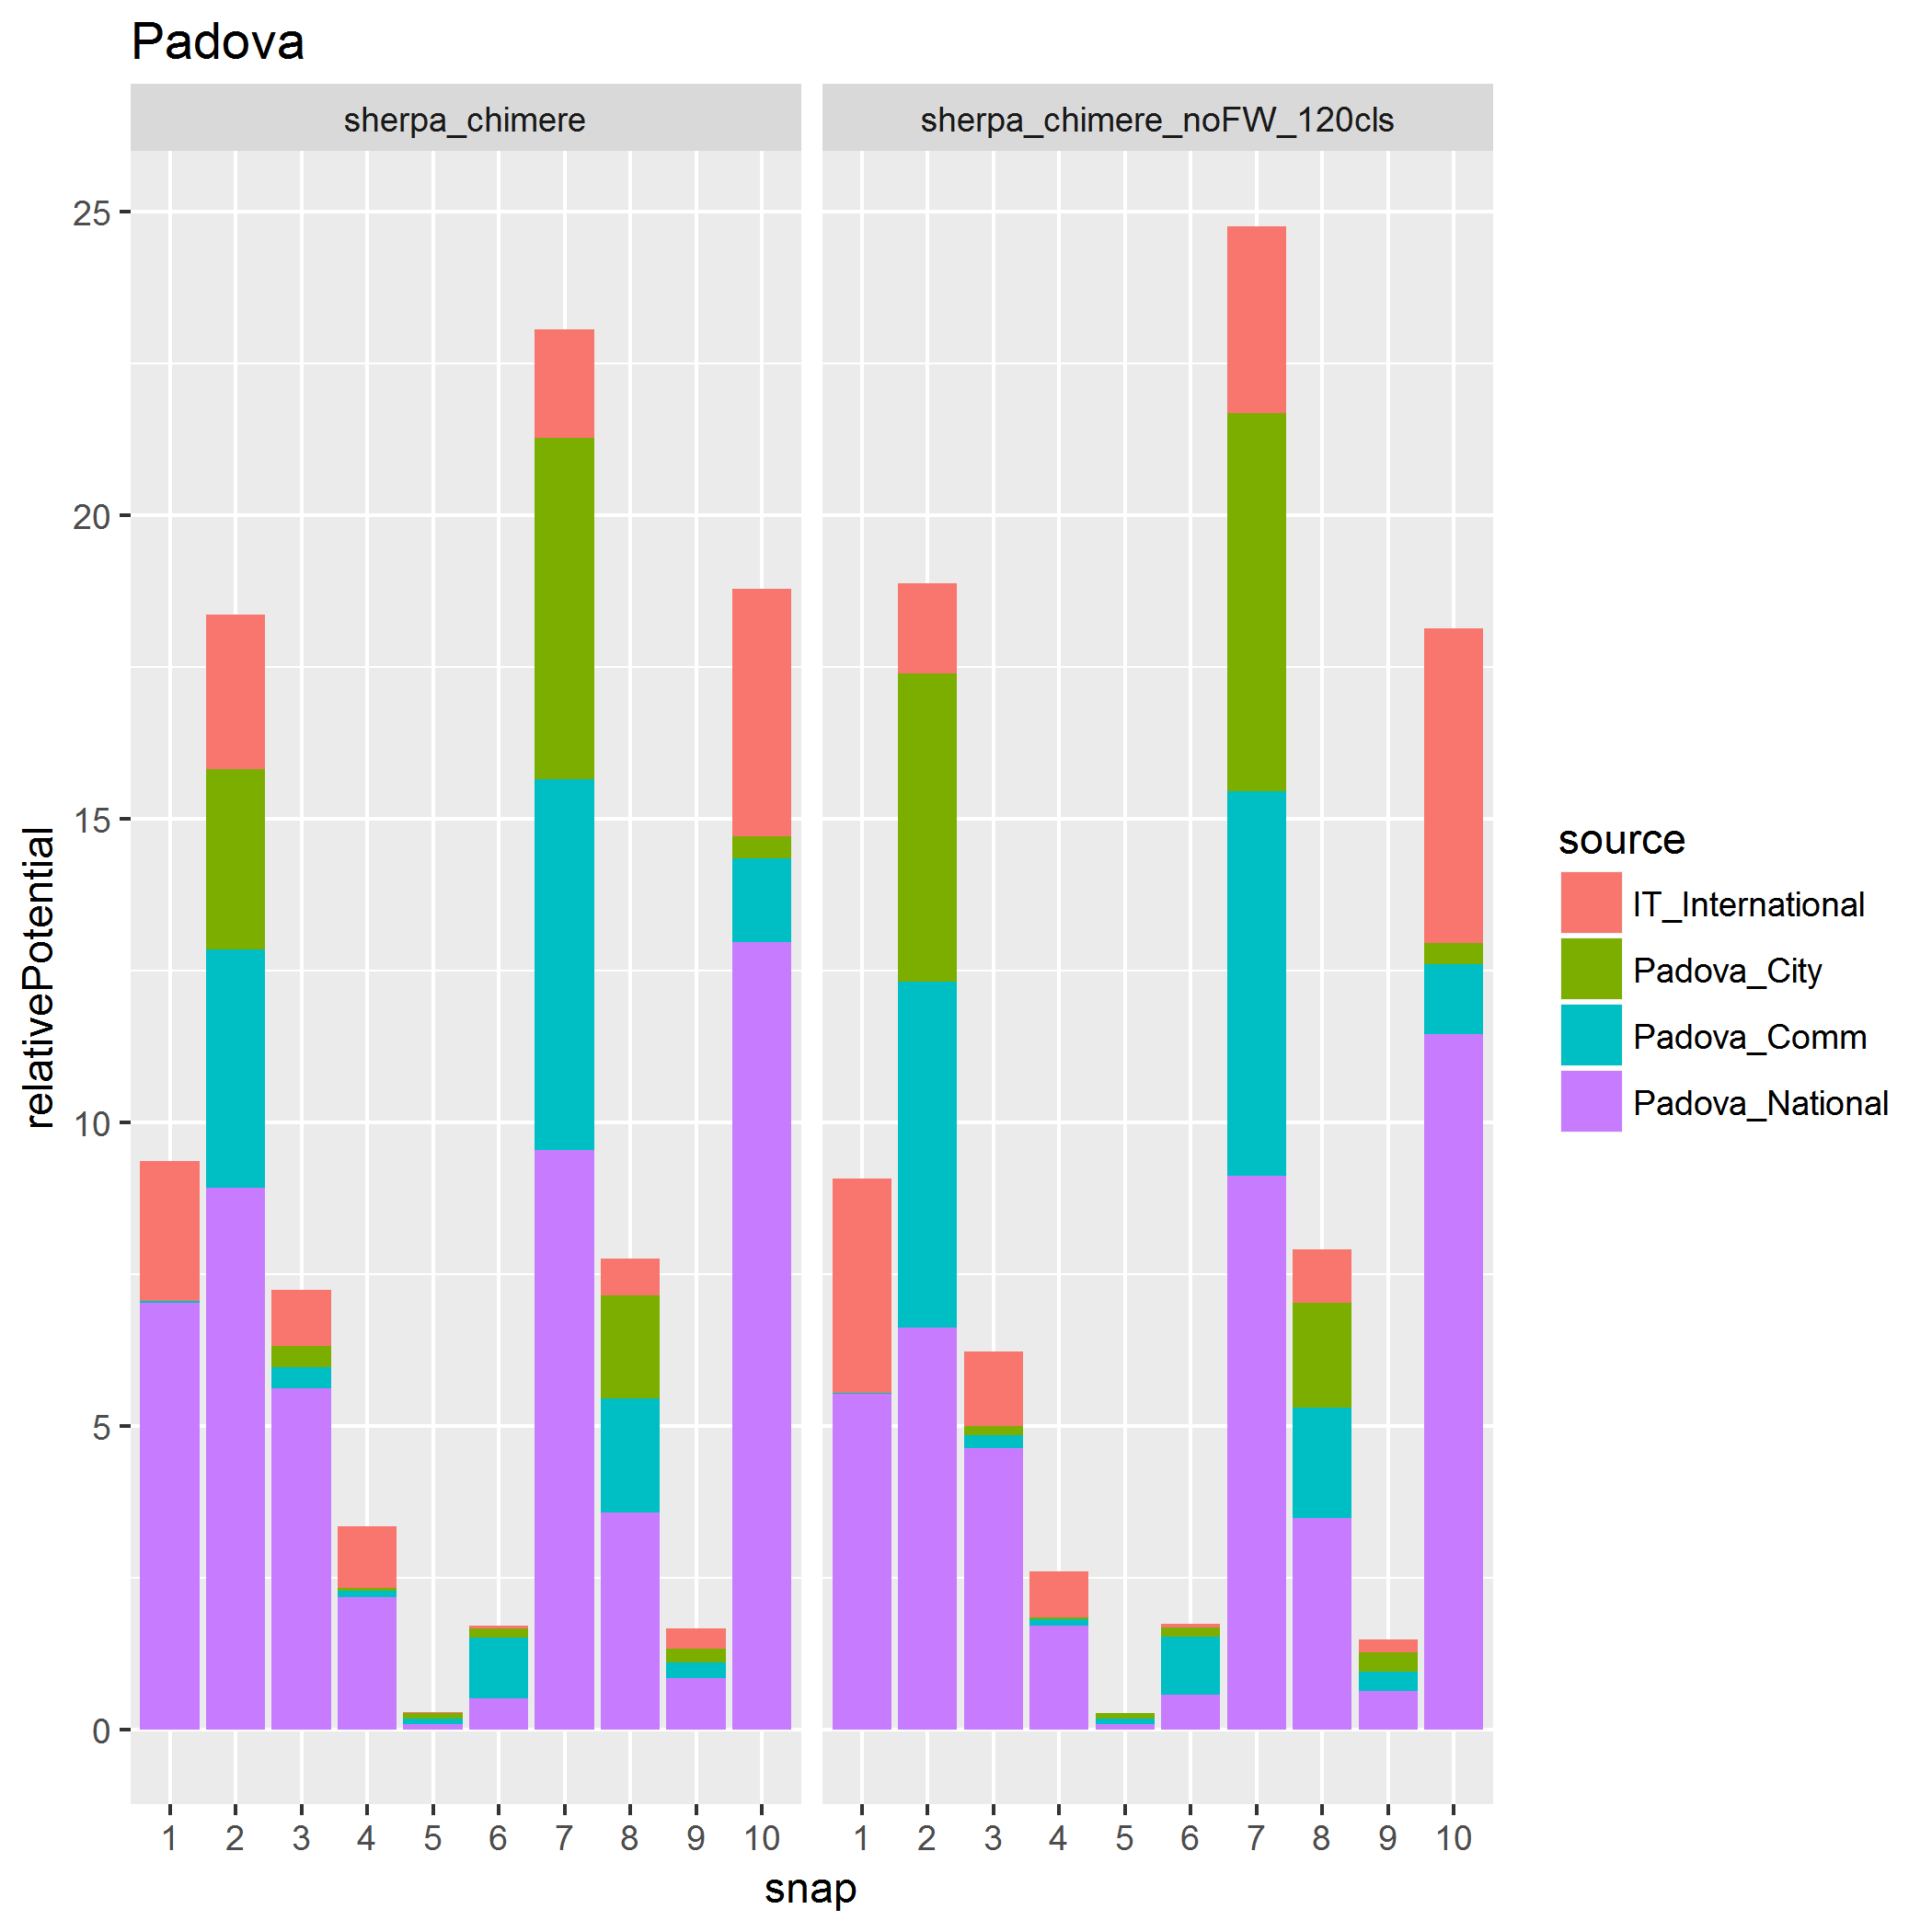 Padova
sherpa_chimere
sherpa_chimere_noFW_120cls
25
20
15
10
5
0
relativePotential
1 2 3 4 5 6 7 8 9 10
1 2 3 4 5 6 7 8 9 10
snap
source
IT_International
Padova_City
Padova_Comm
Padova_National